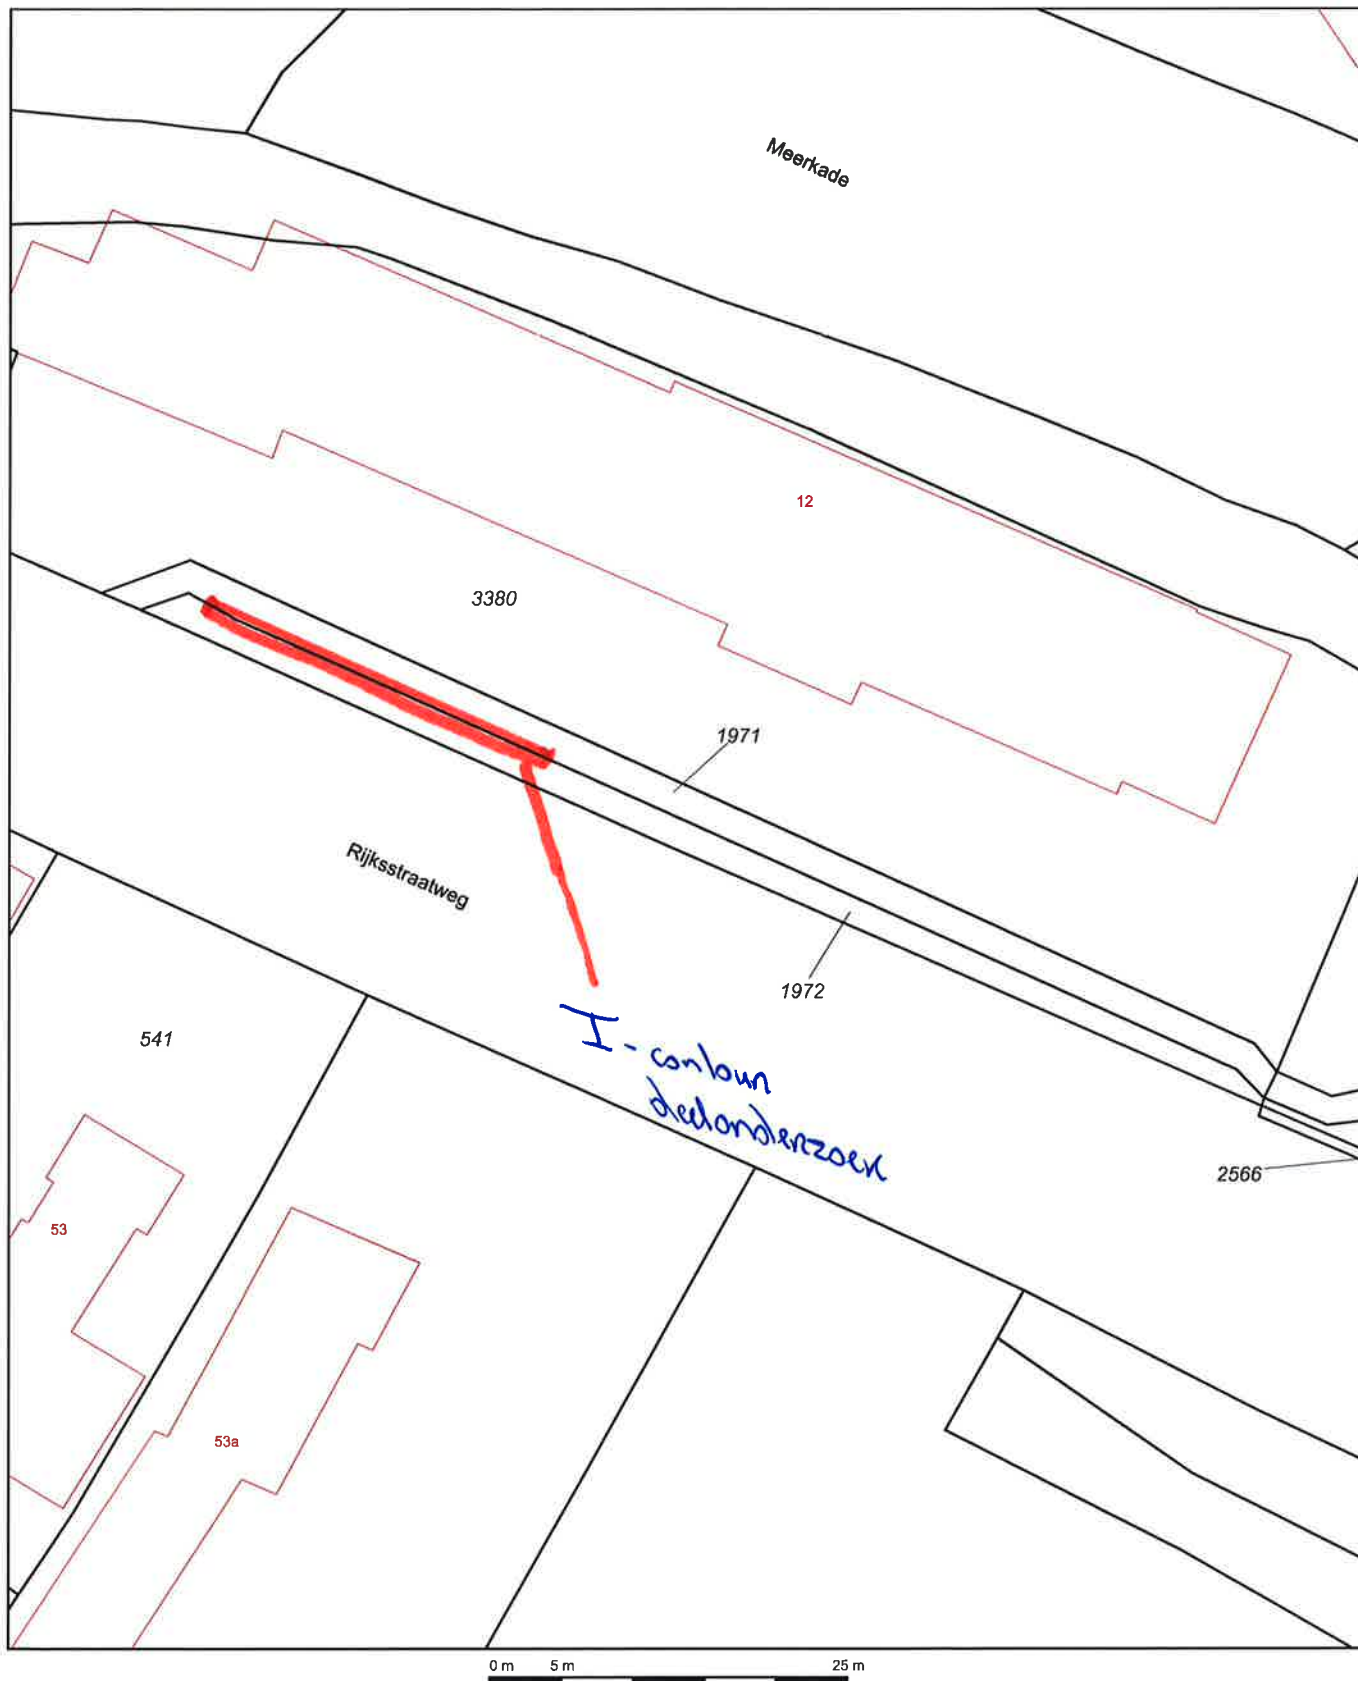 Meerkade
12
3380
1971
Rijksstraatweg
1972
541
I - contour
deelonderzoek
2566
53
53a
0 m 5 m 25 m